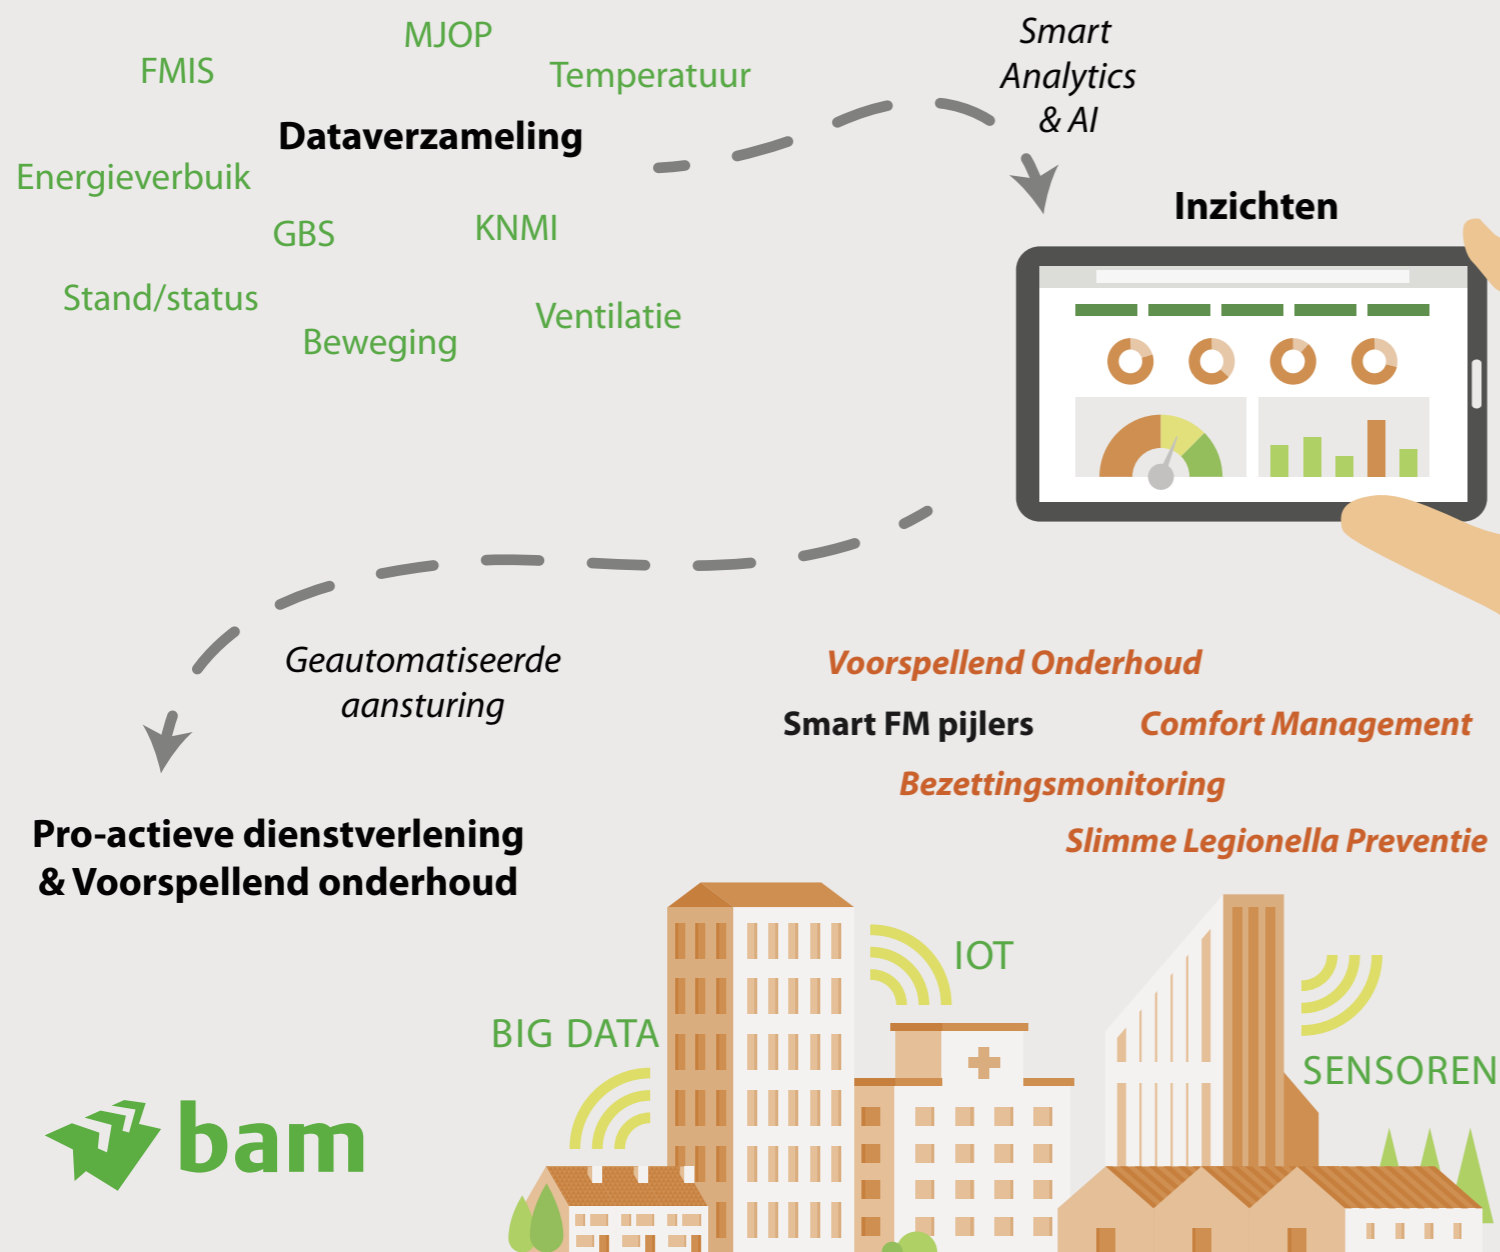 MJOP
FMIS
Temperatuur
Dataverzameling
Energieverbuik
GBS
KNMI
Stand/status
Ventilatie
Beweging
Smart
Analytics
& AI
Inzichten
Geautomatiseerde
aansturing
Pro-actieve dienstverlening
& Voorspellend onderhoud
Voorspellend Onderhoud
Smart FM pijlers
Comfort Management
Bezettingsmonitoring
Slimme Legionella Preventie
IOT
BIG DATA
SENSOREN
bam